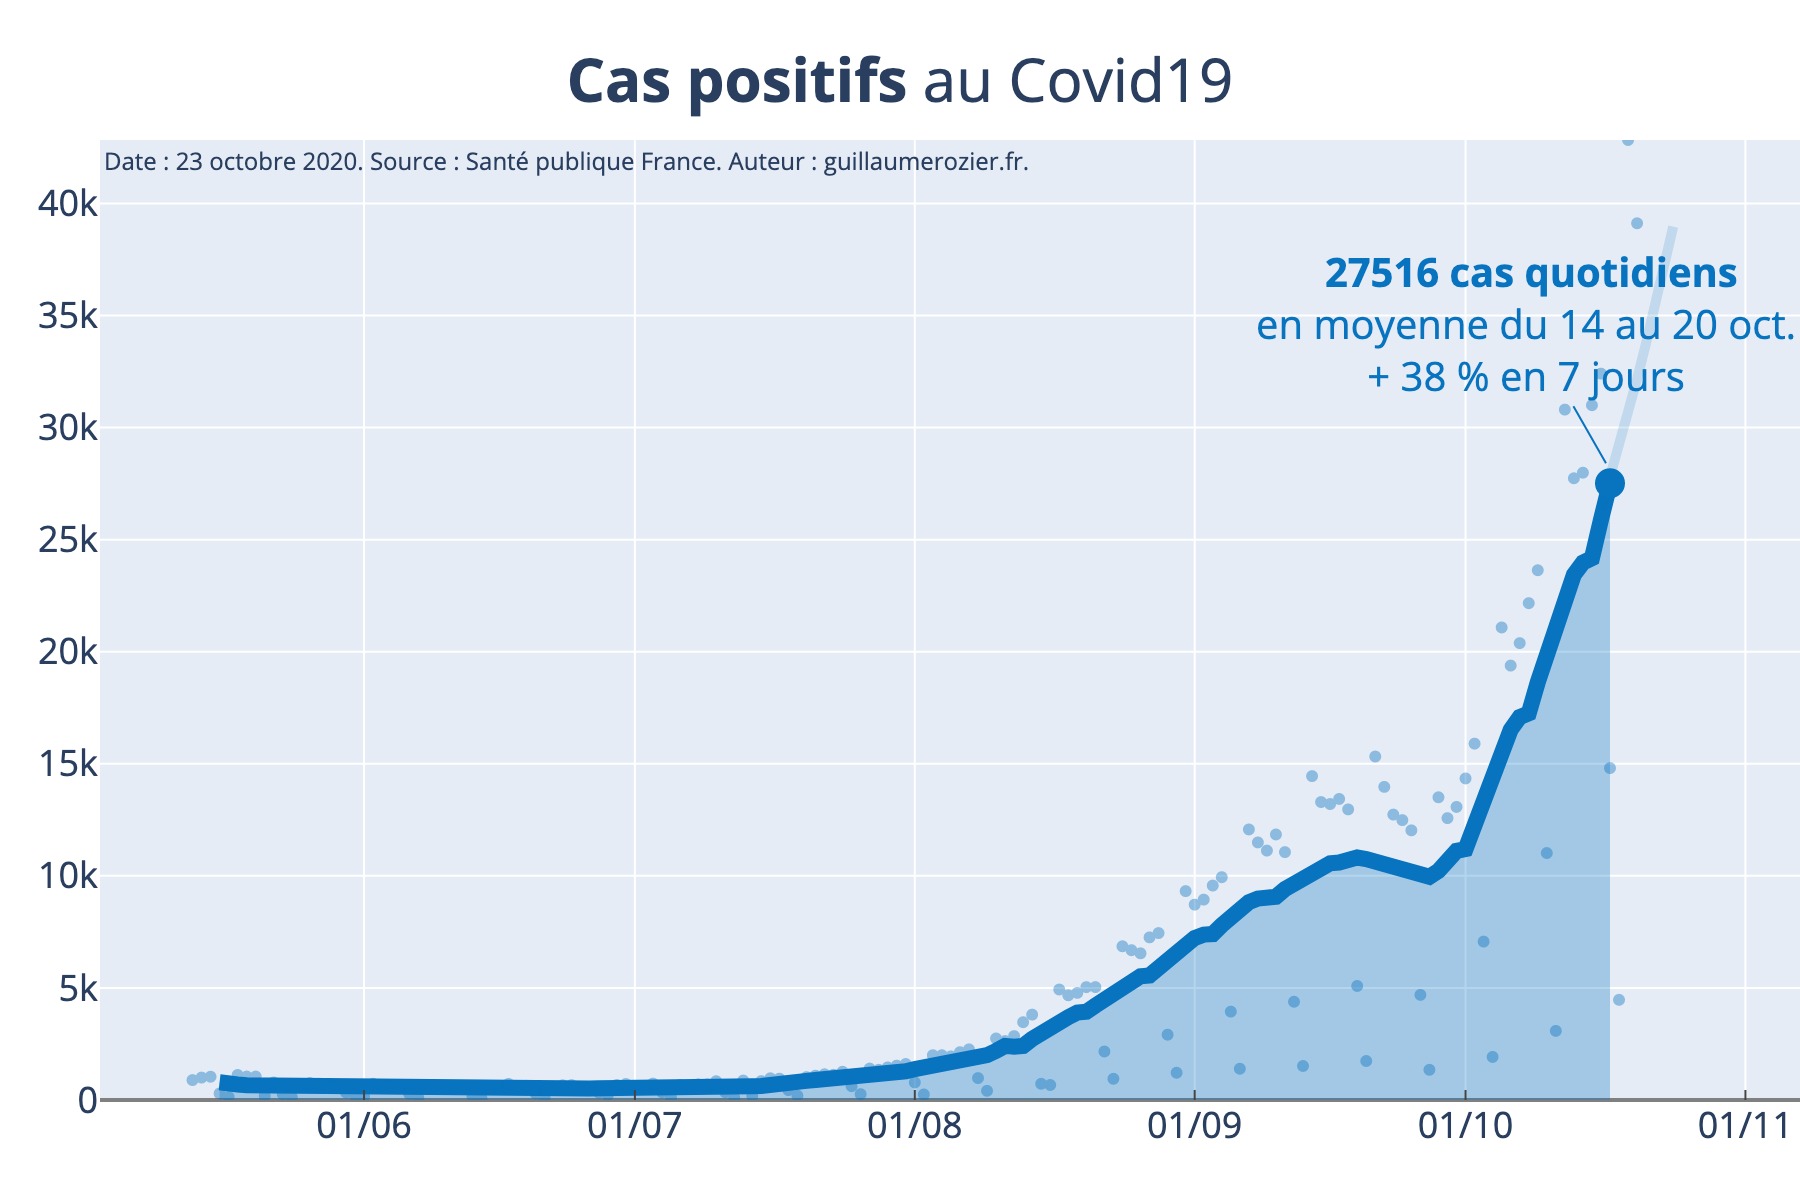 Cas positifs au Covid19
Date : 23 octobre 2020. Source : Santé publique France. Auteur : guillaumerozier.fr.
40k
35k
30k
25k
20k
15k
10k
5k
0
27516 cas quotidiens
en moyenne du 14 au 20 oct.
+ 38 % en 7 jours
01/06
01/07
01/08
01/09
01/10
01/11